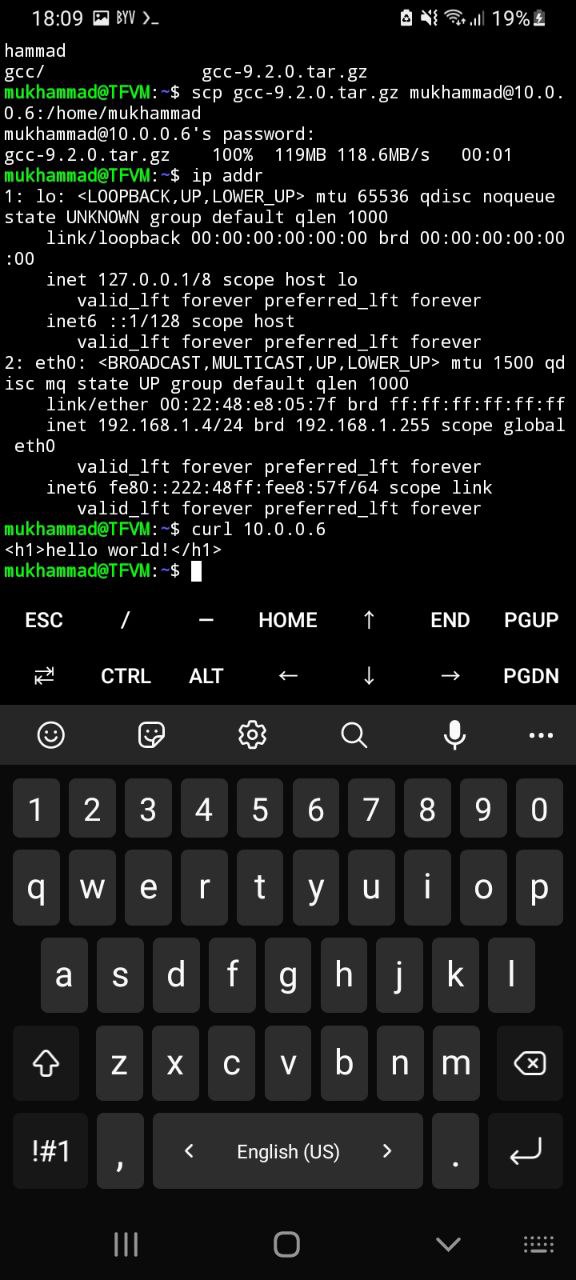 18:09 BYV 19%
hammad
gcc/ gcc-9.2.0.tar.gz
mukhammad@TFVM:~$ scp gcc-9.2.0.tar.gz mukhammad@10.0.
0.6:/home/mukhammad
mukhammad@10.0.0.6's password:
gcc-9.2.0.tar.gz 100% 119MB 118.6MB/s 00:01
mukhammad@TFVM:~$ ip addr
1: lo: <LOOPBACK,UP,LOWER_UP> mtu 65536 qdisc noqueue
state UNKNOWN group default qlen 1000
link/loopback 00:00:00:00:00:00 brd 00:00:00:00:00
:00
inet 127.0.0.1/8 scope host lo
valid_lft forever preferred_lft forever
inet6 ::1/128 scope host
valid_lft forever preferred_lft forever
2: eth0: <BROADCAST,MULTICAST,UP,LOWER_UP> mtu 1500 qd
isc mq state UP group default qlen 1000
link/ether 00:22:48:e8:05:7f brd ff:ff:ff:ff:ff:ff
inet 192.168.1.4/24 brd 192.168.1.255 scope global
eth0
valid_lft forever preferred_lft forever
inet6 fe80::222:48ff:fee8:57f/64 scope link
valid_lft forever preferred_lft forever
mukhammad@TFVM:~$ curl 10.0.0.6
<h1>hello world!</h1>
mukhammad@TFVM:~$
ESC / − HOME ↑ END PGUP
⇄ CTRL ALT ← ↓ → PGDN
1 2 3 4 5 6 7 8 9 0
q w e r t y u i o p
a s d f g h j k l
z x c v b n m
!#1 , < English (US) > .